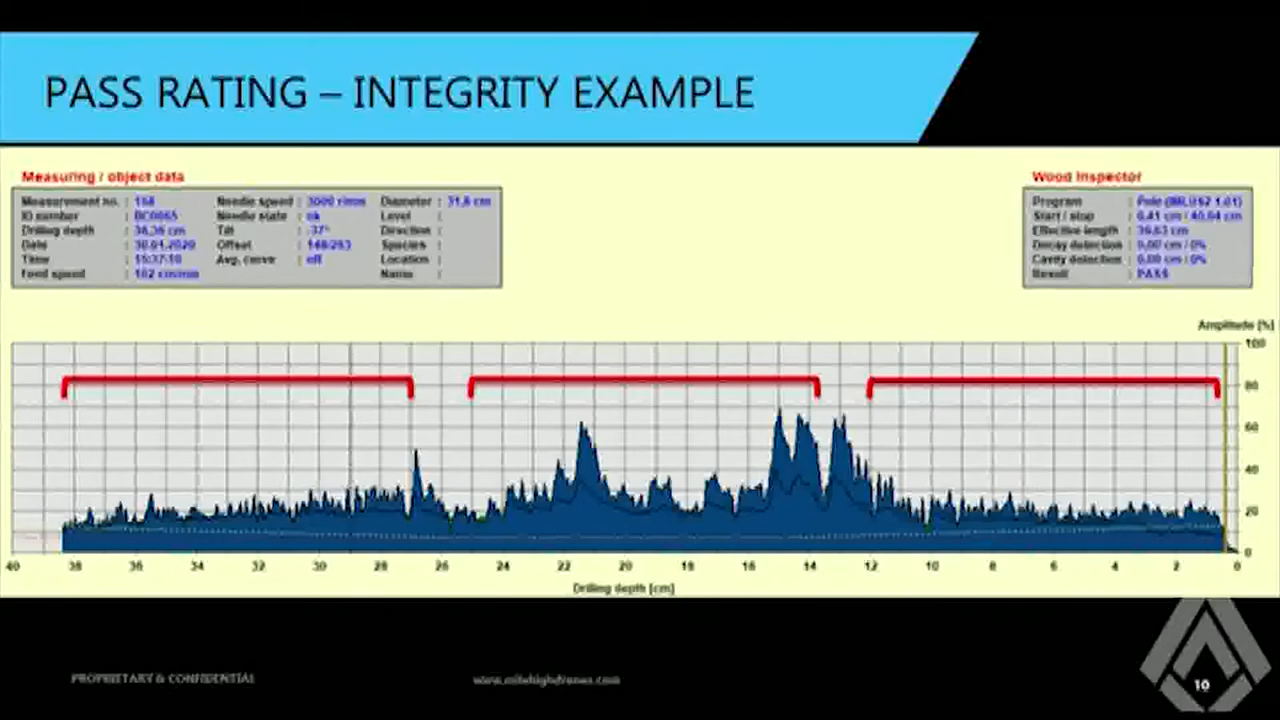 PASS RATING – INTEGRITY EXAMPLE
Measuring / object data
Wood Inspector
Measurement no. : 168 Needle speed : 3000 r/min Diameter : 31,6 cm
ID number : BC0065 Needle state : ok Level :
Drilling depth : 38,36 cm Tilt : -37° Direction :
Date : 30.01.2020 Offset : 148/253 Species :
Time : 15:37:10 Avg. curve : off Location :
Feed speed : 102 cm/min Name :
Program :
Start / stop : 0,41 cm / 40,04 cm
Effective length : 39,63 cm
Decay detection : 0,00 cm / 0%
Cavity detection : 0,00 cm / 0%
Result : PASS
Amplitude [%]
100
80
60
40
20
0
40 38 36 34 32 30 28 26 24 22 20 18 16 14 12 10 8 6 4 2 0
Drilling depth [cm]
PROPRIETARY & CONFIDENTIAL
www.milehighdrones.com
10